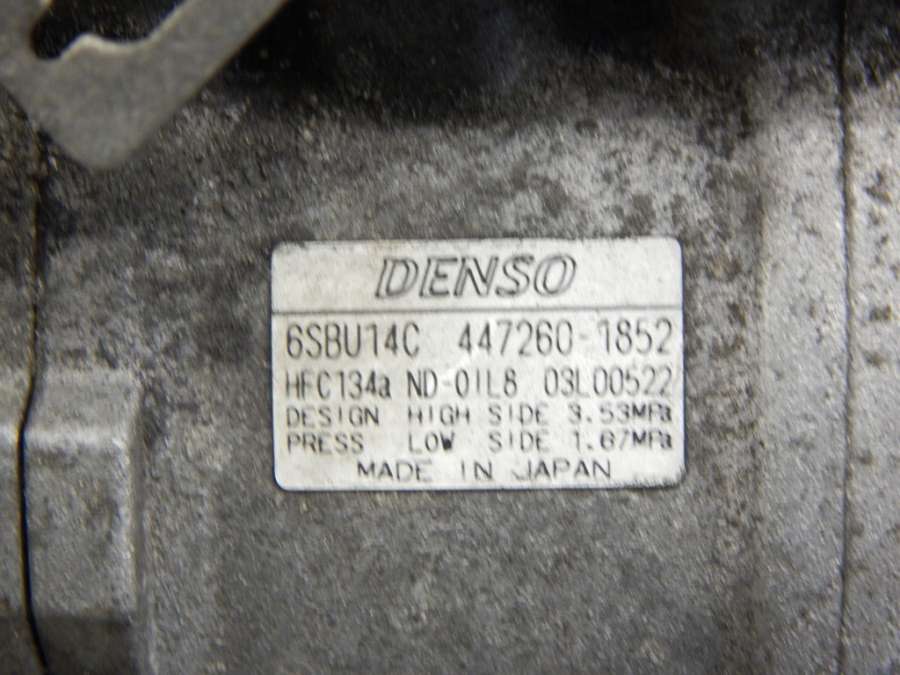 DENSO
6SBU14C 447260-1852
HFC134a ND-OIL8 03L00522
DESIGN HIGH SIDE 3.53MPa
PRESS LOW SIDE 1.67MPa
MADE IN JAPAN